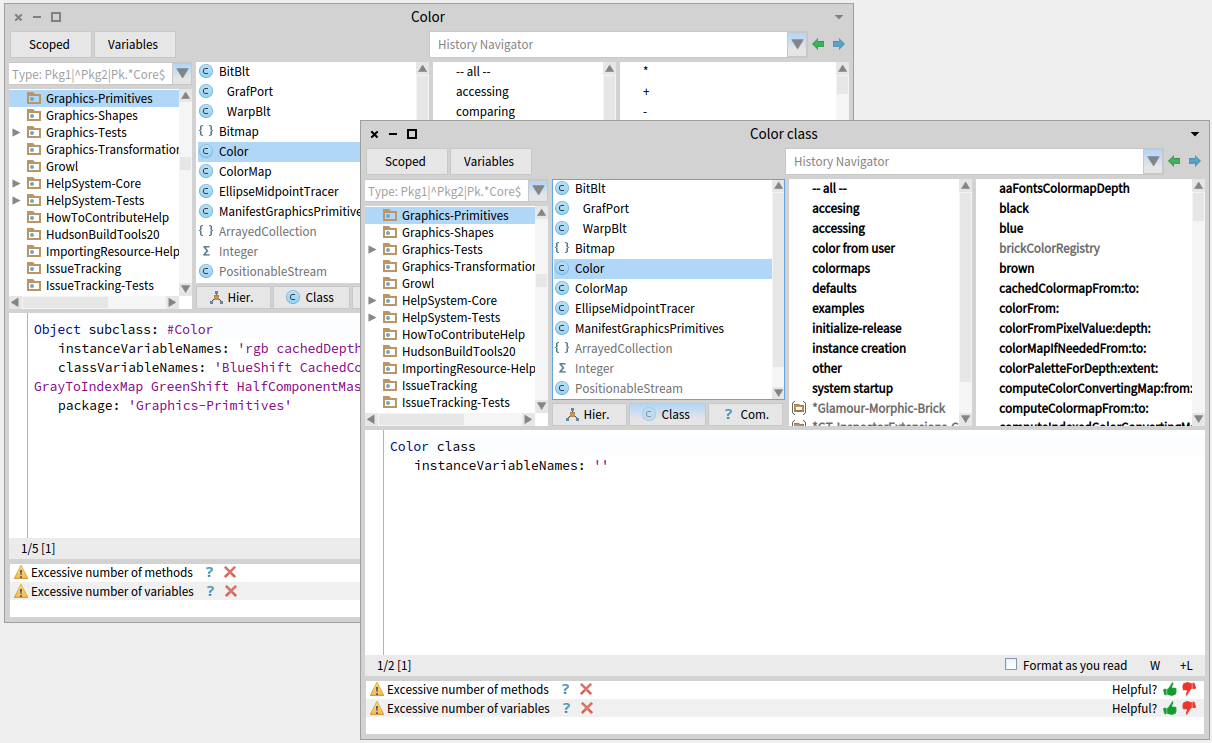 Color
Scoped
Variables
History Navigator
Type: Pkg1|^Pkg2|Pk.*Core$
Graphics-Primitives
Graphics-Shapes
Graphics-Tests
Graphics-Transformation
Growl
HelpSystem-Core
HelpSystem-Tests
HowToContributeHelp
HudsonBuildTools20
ImportingResource-Help
IssueTracking
IssueTracking-Tests
BitBlt
GrafPort
WarpBlt
Bitmap
Color
ColorMap
EllipseMidpointTracer
ManifestGraphicsPrimitive
ArrayedCollection
Integer
PositionableStream
Hier.
Class
-- all --
accessing
comparing
*
+
-
Object subclass: #Color
instanceVariableNames: 'rgb cachedDepth
classVariableNames: 'BlueShift CachedCo
GrayToIndexMap GreenShift HalfComponentMas
package: 'Graphics-Primitives'
1/5 [1]
Excessive number of methods ?
Excessive number of variables ?
Color class
Scoped
Variables
History Navigator
Type: Pkg1|^Pkg2|Pk.*Core$
Graphics-Primitives
Graphics-Shapes
Graphics-Tests
Graphics-Transformation
Growl
HelpSystem-Core
HelpSystem-Tests
HowToContributeHelp
HudsonBuildTools20
ImportingResource-Help
IssueTracking
IssueTracking-Tests
BitBlt
GrafPort
WarpBlt
Bitmap
Color
ColorMap
EllipseMidpointTracer
ManifestGraphicsPrimitives
ArrayedCollection
Integer
PositionableStream
Hier.
Class
? Com.
-- all --
accesing
accessing
color from user
colormaps
defaults
examples
initialize-release
instance creation
other
system startup
*Glamour-Morphic-Brick
*GT-InspectorExtensions-C
aaFontsColormapDepth
black
blue
brickColorRegistry
brown
cachedColormapFrom:to:
colorFrom:
colorFromPixelValue:depth:
colorMapIfNeededFrom:to:
colorPaletteForDepth:extent:
computeColorConvertingMap:from:
computeColormapFrom:to:
computeIndexedColorConvertingMa
Color class
instanceVariableNames: ''
1/2 [1]
Format as you read
W
+L
Excessive number of methods ?
Helpful?
Excessive number of variables ?
Helpful?